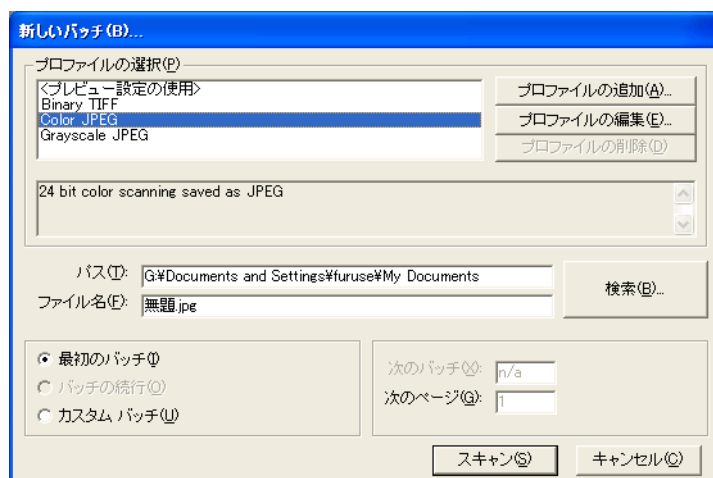 新しいバッチ(B)...
プロファイルの選択(P)
<プレビュー設定の使用>
Binary TIFF
Color JPEG
Grayscale JPEG
プロファイルの追加(A)...
プロファイルの編集(E)...
プロファイルの削除(D)
24 bit color scanning saved as JPEG
パス(T): G:¥Documents and Settings¥furuse¥My Documents
ファイル名(F): 無題.jpg
検索(B)...
最初のバッチ(I)
バッチの続行(O)
カスタム バッチ(U)
次のバッチ(X): n/a
次のページ(G): 1
スキャン(S)
キャンセル(C)